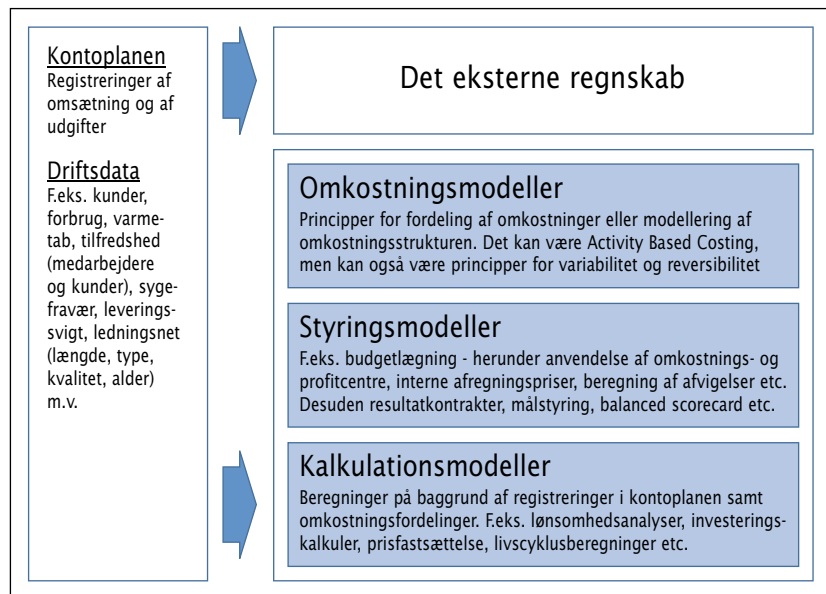 Kontoplanen
Registreringer af
omsætning og af
udgifter
Driftsdata
F.eks. kunder,
forbrug, varme-
tab, tilfredshed
(medarbejdere
og kunder), syge-
fravær, leverings-
svigt, ledningsnet
(længde, type,
kvalitet, alder)
m.v.
Det eksterne regnskab
Omkostningsmodeller
Principper for fordeling af omkostninger eller modellering af
omkostningsstrukturen. Det kan være Activity Based Costing,
men kan også være principper for variabilitet og reversibilitet
Styringsmodeller
F.eks. budgetlægning - herunder anvendelse af omkostnings- og
profitcentre, interne afregningspriser, beregning af afvigelser etc.
Desuden resultatkontrakter, målstyring, balanced scorecard etc.
Kalkulationsmodeller
Beregninger på baggrund af registreringer i kontoplanen samt
omkostningsfordelinger. F.eks. lønsomhedsanalyser, investerings-
kalkuler, prisfastsættelse, livscyklusberegninger etc.